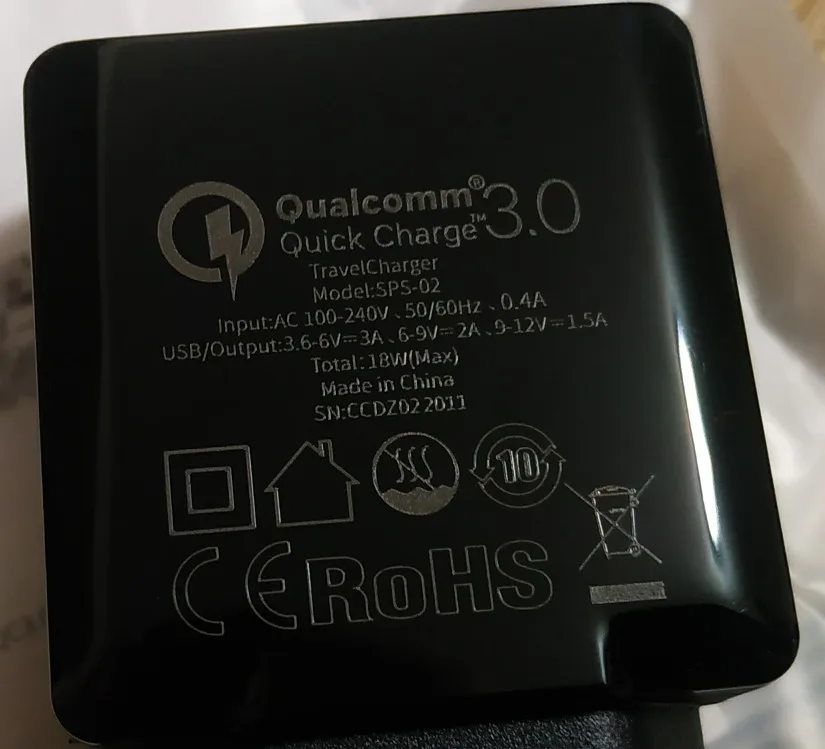 Qualcomm®
Quick Charge™ 3.0
TravelCharger
Model:SPS-02
Input:AC 100-240V、50/60Hz、0.4A
USB/Output:3.6-6V⎓3A、6-9V⎓2A、9-12V⎓1.5A
Total:18W(Max)
Made in China
SN:CCDZ022011
10
CE RoHS